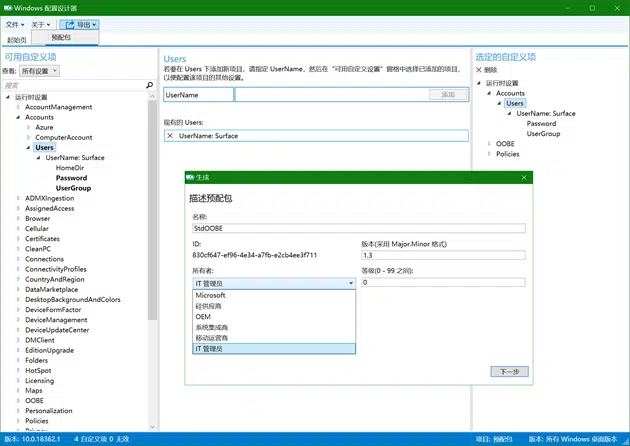 Windows 配置设计器
文件 关于 导出
起始页 预配包
可用自定义项
查看: 所有设置
搜索
运行时设置
AccountManagement
Accounts
Azure
ComputerAccount
Users
UserName: Surface
HomeDir
Password
UserGroup
ADMXIngestion
AssignedAccess
Browser
Cellular
Certificates
CleanPC
Connections
ConnectivityProfiles
CountryAndRegion
DataMarketplace
DesktopBackgroundAndColors
DeviceFormFactor
DeviceManagement
DeviceUpdateCenter
DMClient
EditionUpgrade
Folders
HotSpot
Licensing
Maps
OOBE
Personalization
Policies
Users
若要在 Users 下添加新项目，请指定 UserName，然后在“可用自定义设置”窗格中选择已添加的项目，
以便配置该项目的其他设置。
UserName 添加
现有的 Users:
UserName: Surface
选定的自定义项
删除
运行时设置
Accounts
Users
UserName: Surface
Password
UserGroup
OOBE
Policies
生成
描述预配包
名称:
StdOOBE
ID:
830cf647-ef96-4e34-a7fb-e2cb4ee3f711
版本(采用 Major.Minor 格式)
1.3
所有者:
IT 管理员
等级(0 - 99 之间):
0
Microsoft
硅供应商
OEM
系统集成商
移动运营商
IT 管理员
下一步
版本: 10.0.18362.1 4 自定义项 0 无效
项目: 预配包 版本: 所有 Windows 桌面版本